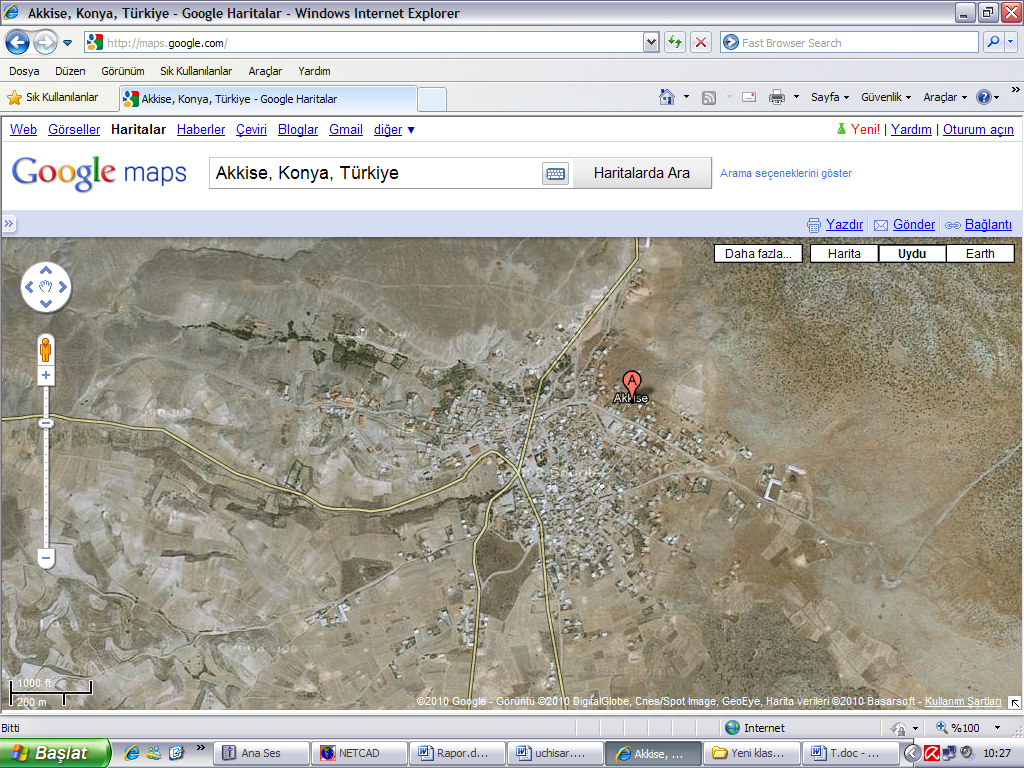 Akkise, Konya, Türkiye - Google Haritalar - Windows Internet Explorer
http://maps.google.com/
Fast Browser Search
Dosya Düzen Görünüm Sık Kullanılanlar Araçlar Yardım
Sık Kullanılanlar Akkise, Konya, Türkiye - Google Haritalar Sayfa Güvenlik Araçlar
Web Görseller Haritalar Haberler Çeviri Bloglar Gmail diğer ▼ Yeni! | Yardım | Oturum açın
Google maps Akkise, Konya, Türkiye Haritalarda Ara Arama seçeneklerini göster
Yazdır Gönder Bağlantı
Daha fazla... Harita Uydu Earth
A
Akkise
1000 ft
200 m
©2010 Google - Görüntü ©2010 DigitalGlobe, Cnes/Spot Image, GeoEye, Harita verileri ©2010 Basarsoft - Kullanım Şartları
Bitti Internet %100
Başlat Ana Ses NETCAD Rapor.d... uchisar.... Akkise, ... Yeni klas... T.doc - ... 10:27